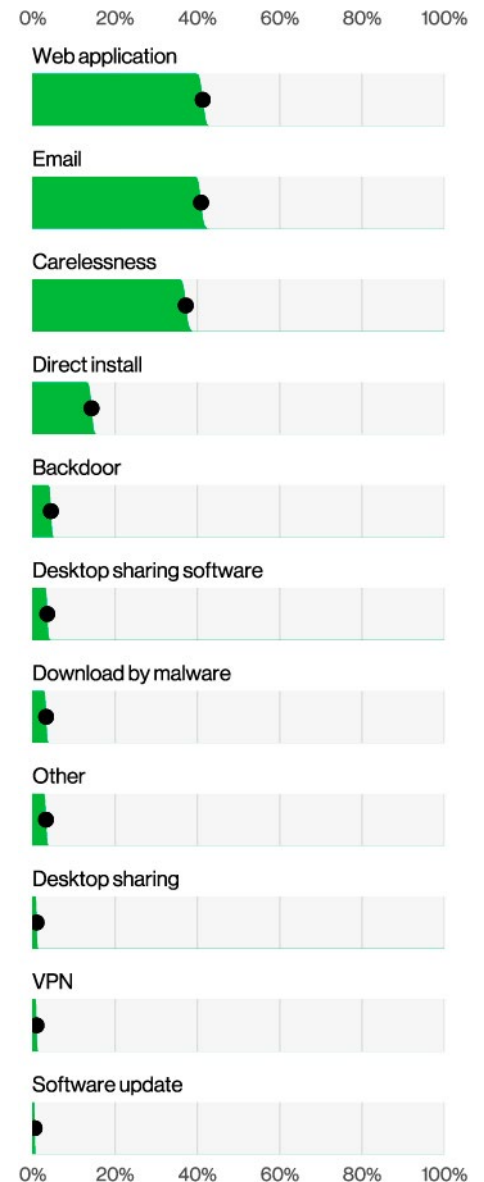 0% 20% 40% 60% 80% 100%
Web application
Email
Carelessness
Direct install
Backdoor
Desktop sharing software
Download by malware
Other
Desktop sharing
VPN
Software update
0% 20% 40% 60% 80% 100%